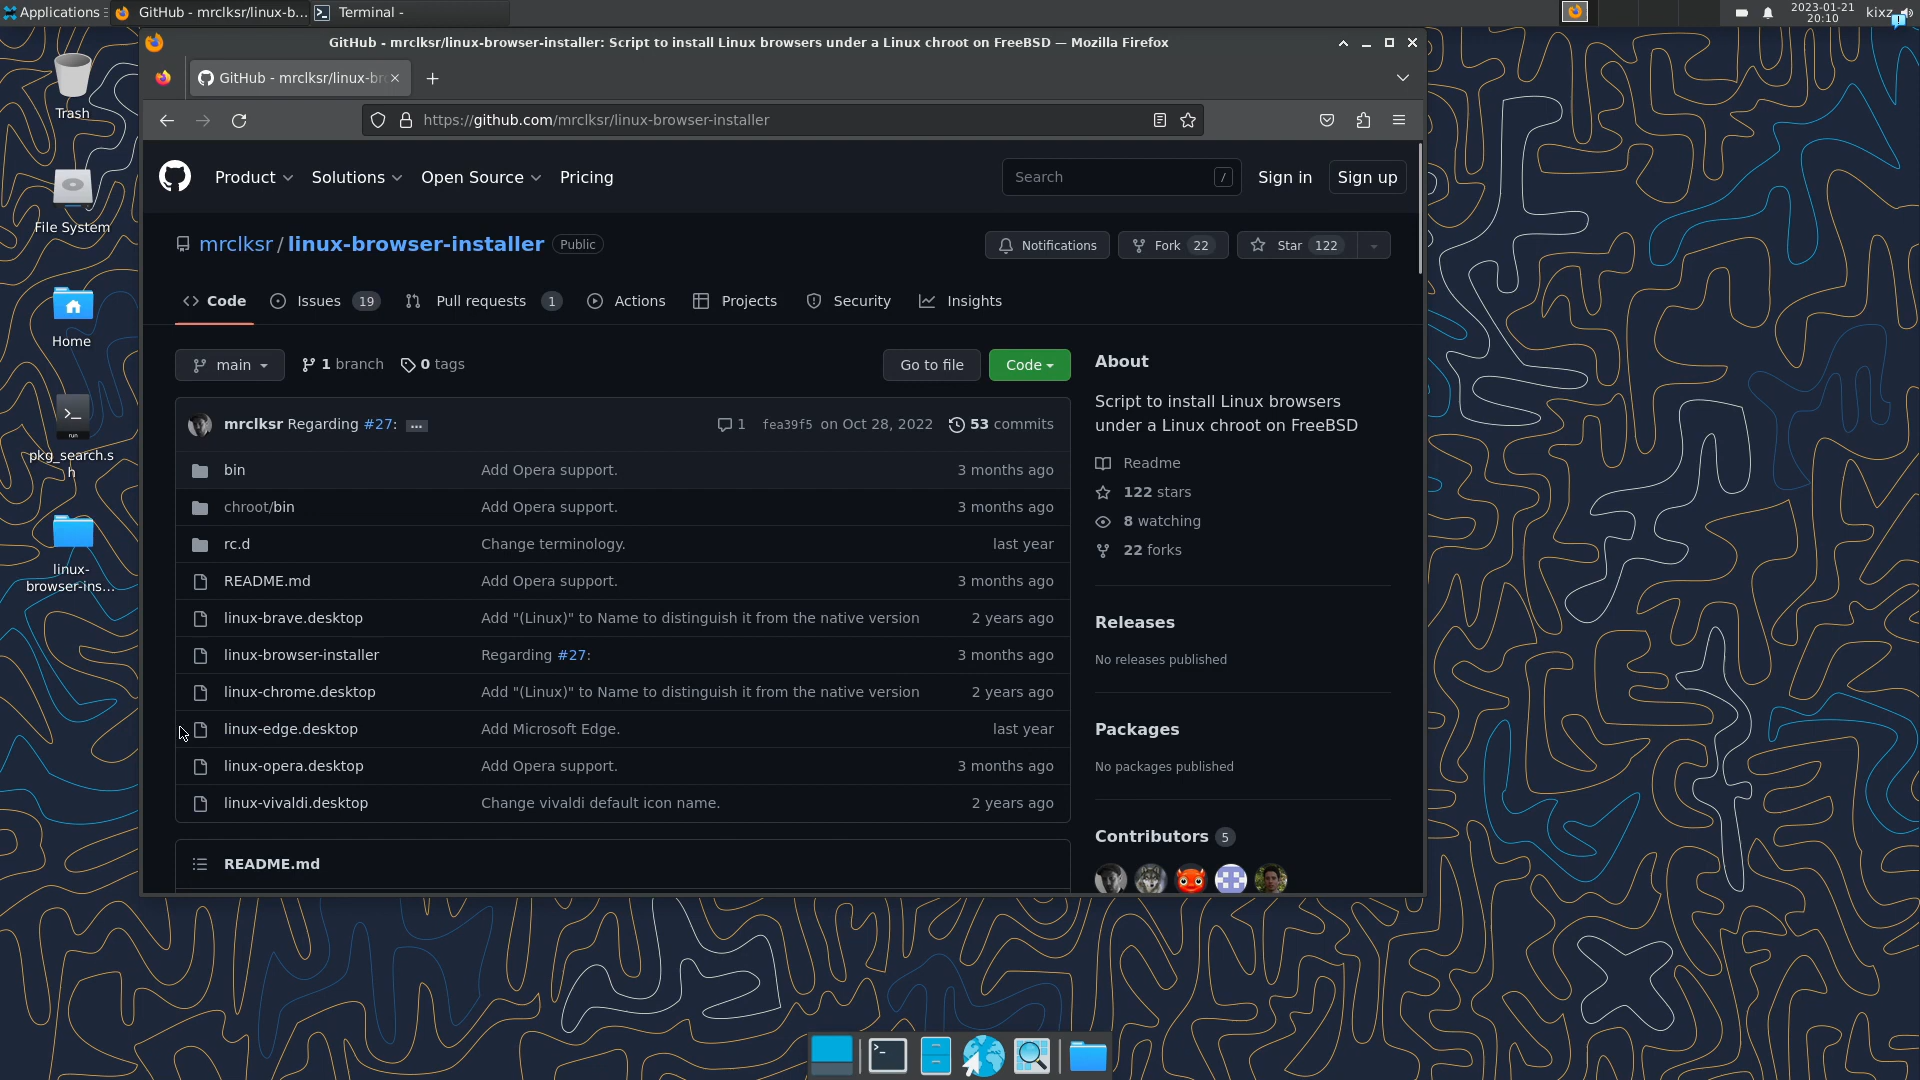 Applications
GitHub - mrclksr/linux-b...
Terminal -
2023-01-21
20:10
kixz
GitHub - mrclksr/linux-browser-installer: Script to install Linux browsers under a Linux chroot on FreeBSD — Mozilla Firefox
GitHub - mrclksr/linux-br
https://github.com/mrclksr/linux-browser-installer
Trash
File System
Home
run
pkg_search.s
h
linux-
browser-ins...
Product
Solutions
Open Source
Pricing
Search
/
Sign in
Sign up
mrclksr / linux-browser-installer
Public
Notifications
Fork 22
Star 122
Code
Issues 19
Pull requests 1
Actions
Projects
Security
Insights
main
1 branch
0 tags
Go to file
Code
mrclksr Regarding #27: ...
1
fea39f5 on Oct 28, 2022
53 commits
bin Add Opera support. 3 months ago
chroot/bin Add Opera support. 3 months ago
rc.d Change terminology. last year
README.md Add Opera support. 3 months ago
linux-brave.desktop Add "(Linux)" to Name to distinguish it from the native version 2 years ago
linux-browser-installer Regarding #27: 3 months ago
linux-chrome.desktop Add "(Linux)" to Name to distinguish it from the native version 2 years ago
linux-edge.desktop Add Microsoft Edge. last year
linux-opera.desktop Add Opera support. 3 months ago
linux-vivaldi.desktop Change vivaldi default icon name. 2 years ago
README.md
About
Script to install Linux browsers
under a Linux chroot on FreeBSD
Readme
122 stars
8 watching
22 forks
Releases
No releases published
Packages
No packages published
Contributors 5